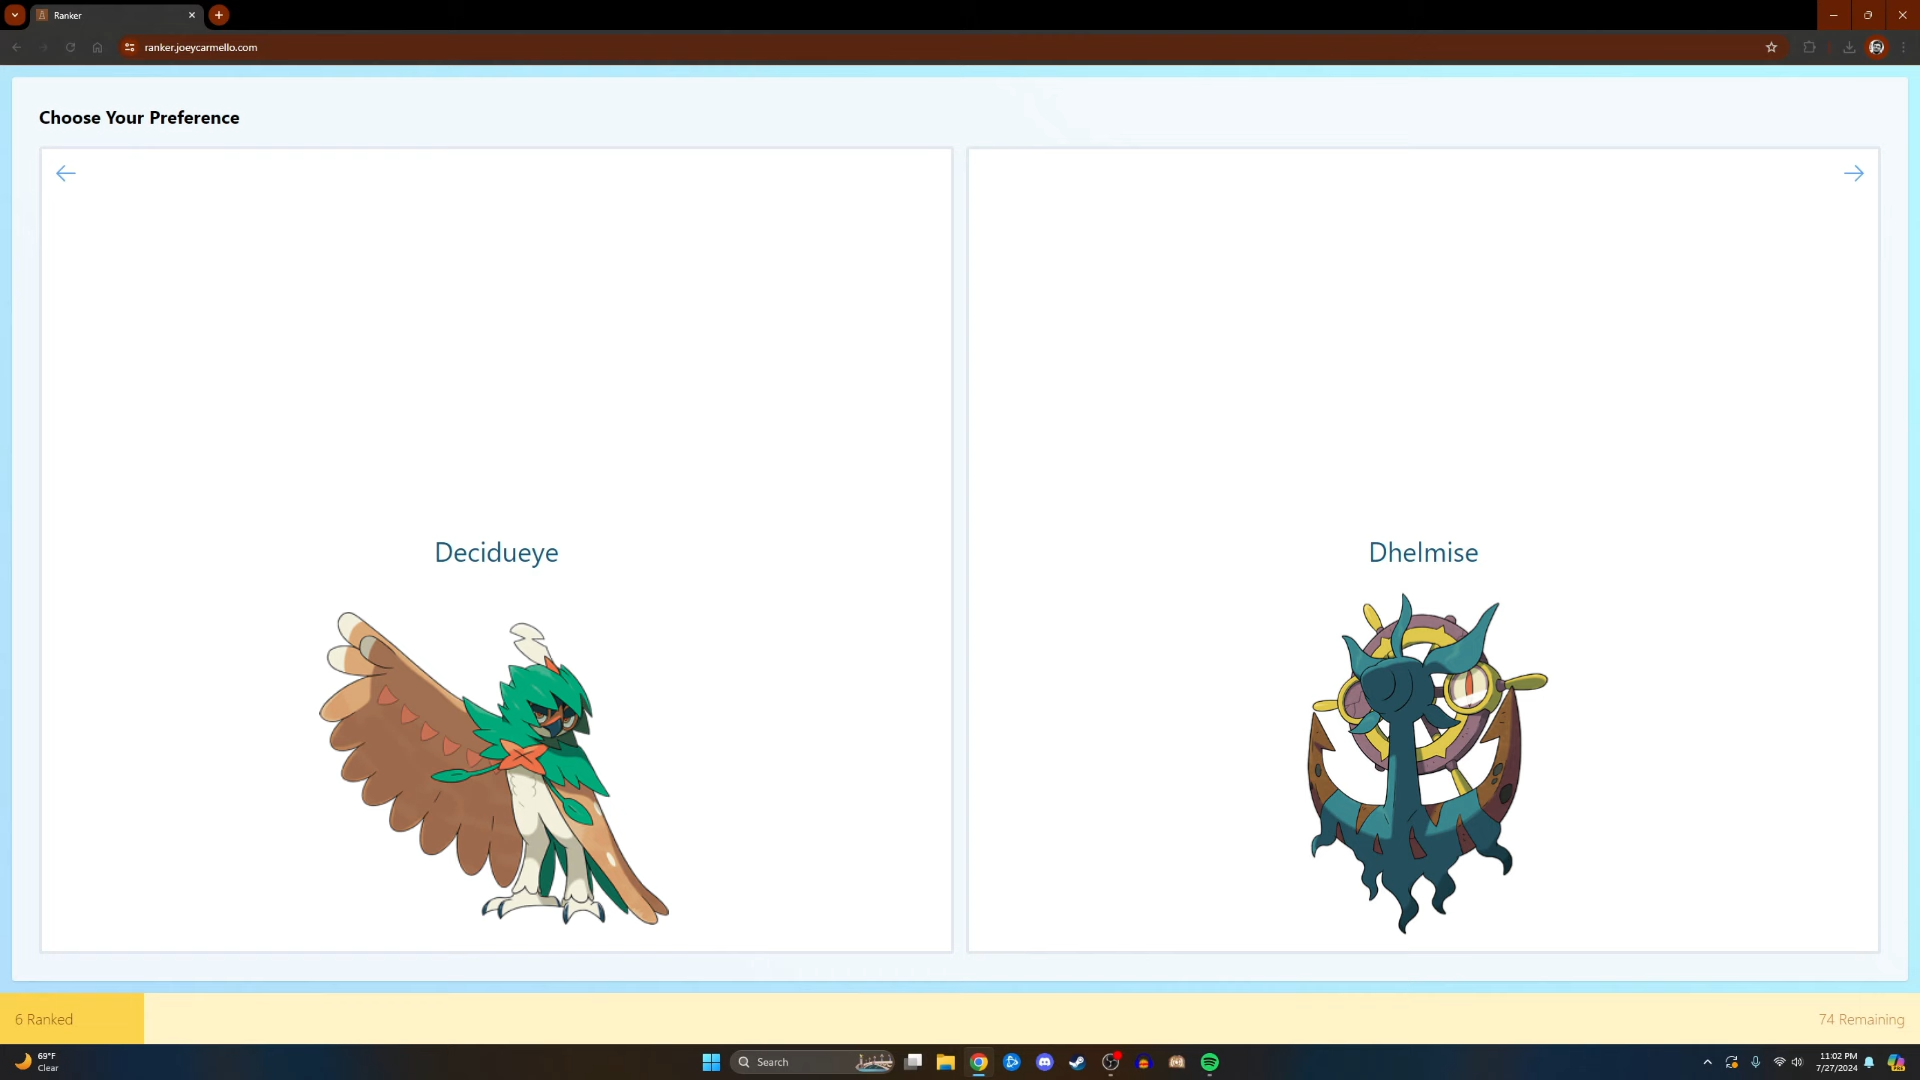 Ranker
ranker.joeycarmello.com
Choose Your Preference
Decidueye
Dhelmise
6 Ranked
74 Remaining
69°F
Clear
Search
11:02 PM
7/27/2024